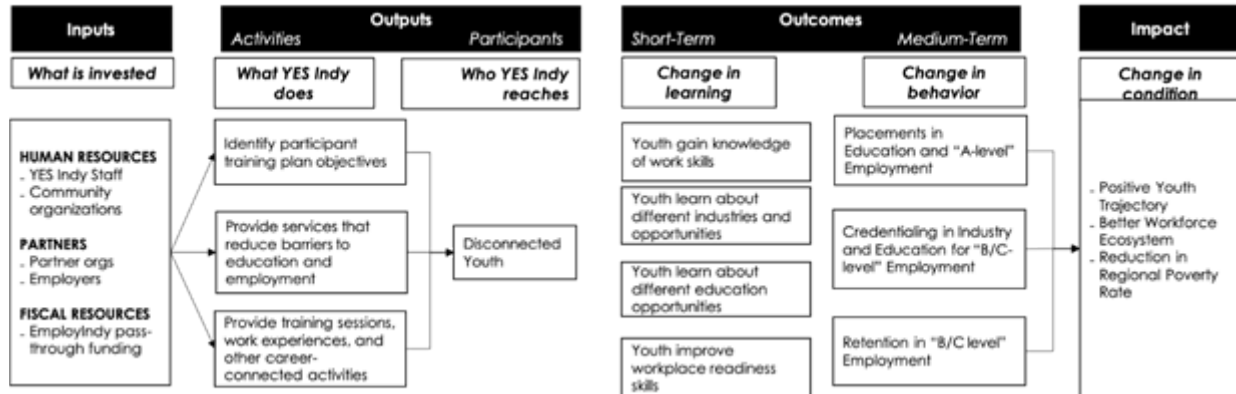 Inputs
Outputs
Activities
Participants
Outcomes
Short-Term
Medium-Term
Impact
What is invested
What YES Indy
does
Who YES Indy
reaches
Change in
learning
Change in
behavior
Change in
condition
HUMAN RESOURCES
- YES Indy Staff
- Community
organizations
PARTNERS
- Partner orgs
- Employers
FISCAL RESOURCES
- EmployIndy pass-
through funding
Identify participant
training plan objectives
Provide services that
reduce barriers to
education and
employment
Provide training sessions,
work experiences, and
other career-
connected activities
Disconnected
Youth
Youth gain knowledge
of work skills
Youth learn about
different industries and
opportunities
Youth learn about
different education
opportunities
Youth improve
workplace readiness
skills
Placements in
Education and “A-level”
Employment
Credentialing in Industry
and Education for “B/C-
level” Employment
Retention in “B/C level”
Employment
- Positive Youth
Trajectory
- Better Workforce
Ecosystem
- Reduction in
Regional Poverty
Rate